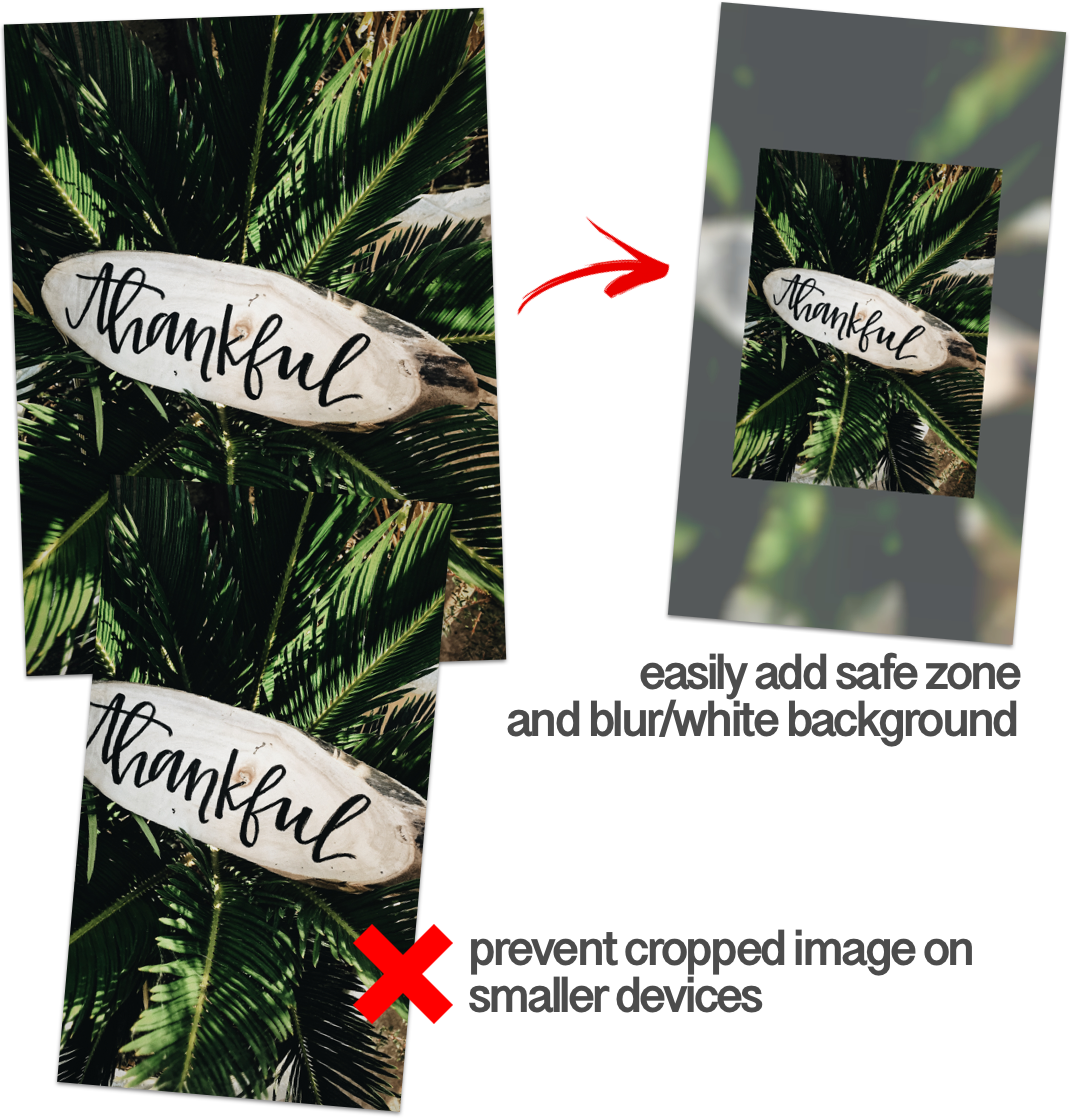 thankful
thankful
easily add safe zone
and blur/white background
thankful
prevent cropped image on
smaller devices